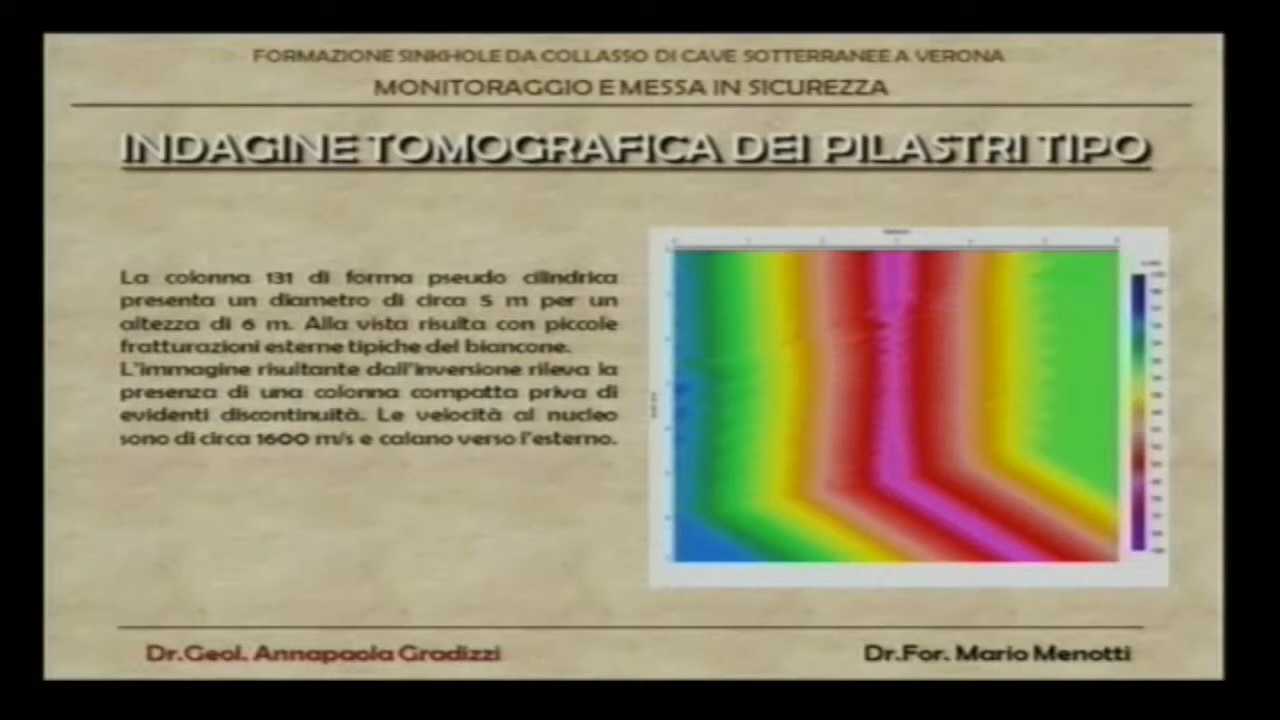 FORMAZIONE SINKHOLE DA COLLASSO DI CAVE SOTTERRANEE A VERONA
MONITORAGGIO E MESSA IN SICUREZZA
INDAGINE TOMOGRAFICA DEI PILASTRI TIPO
La colonna 131 di forma pseudo cilindrica
presenta un diametro di circa 5 m per un
altezza di 6 m. Alla vista risulta con piccole
fratturazioni esterne tipiche del biancone.
L'immagine risultante dall'inversione rileva la
presenza di una colonna compatta priva di
evidenti discontinuità. Le velocità al nucleo
sono di circa 1600 m/s e calano verso l'esterno.
Dr.Geol. Annapaola Gradizzi
Dr.For. Mario Menotti